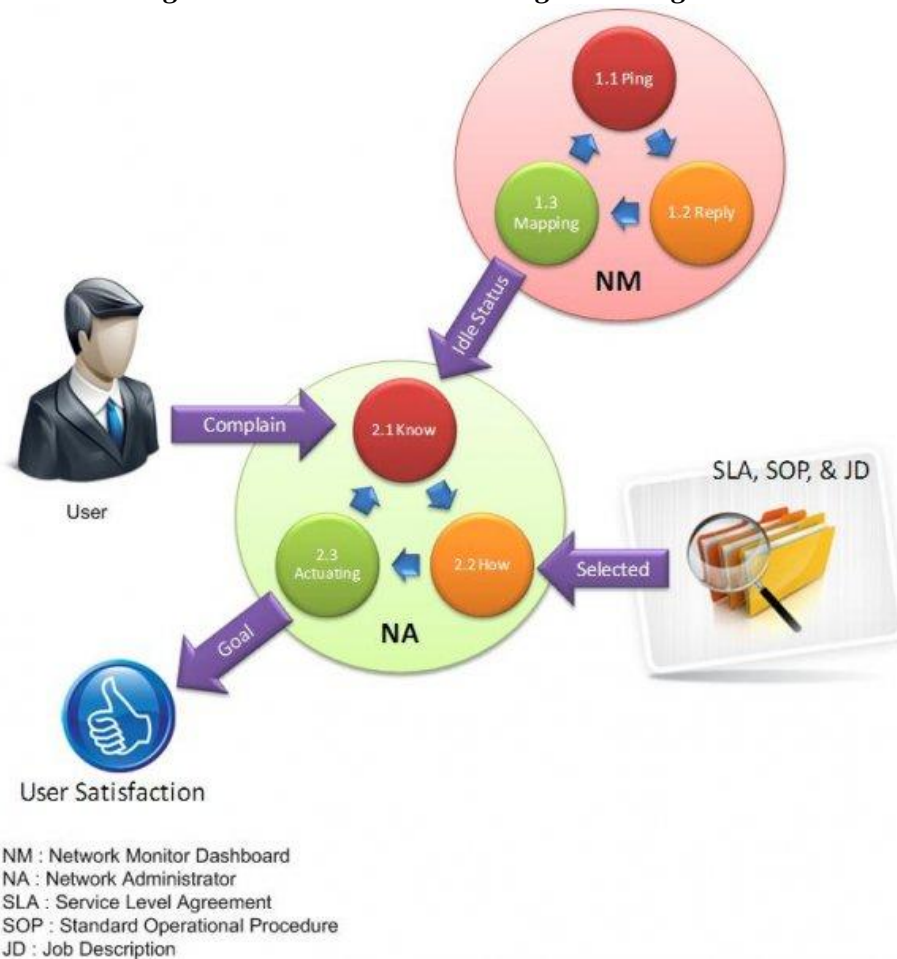 1.1 Ping
1.3
Mapping
1.2 Reply
NM
Idle Status
Complain
2.1 Know
User
SLA, SOP, & JD
2.3
Actuating
2.2 How
Selected
NA
Goal
User Satisfaction
NM : Network Monitor Dashboard
NA : Network Administrator
SLA : Service Level Agreement
SOP : Standard Operational Procedure
JD : Job Description